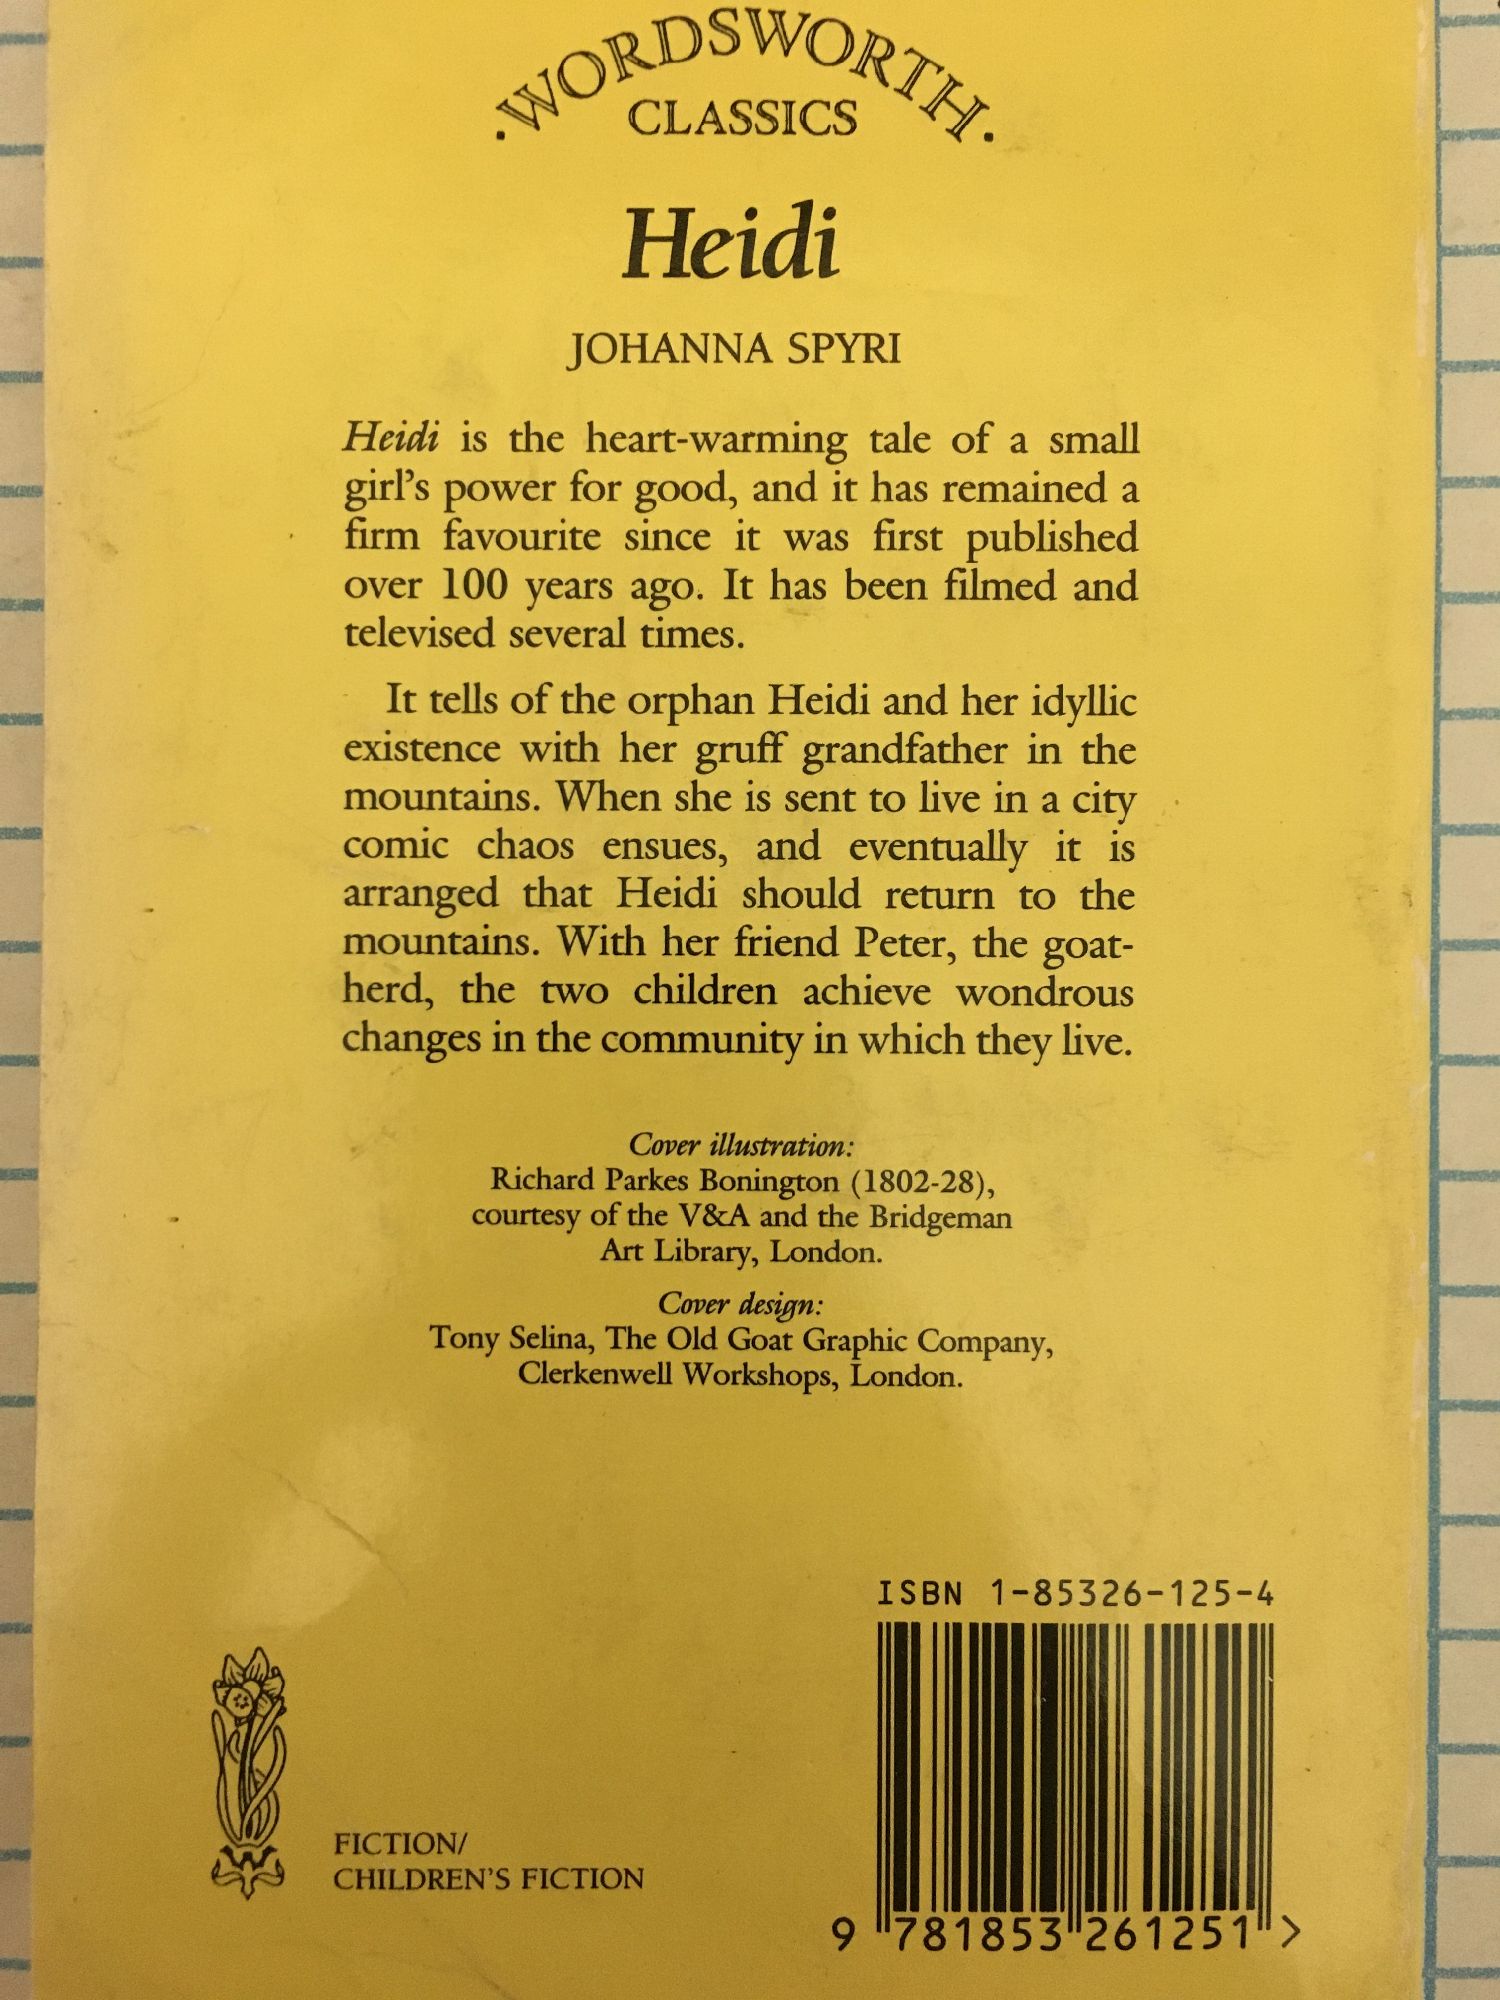 ·WORDSWORTH·
CLASSICS
Heidi
JOHANNA SPYRI
Heidi is the heart-warming tale of a small
girl's power for good, and it has remained a
firm favourite since it was first published
over 100 years ago. It has been filmed and
televised several times.
It tells of the orphan Heidi and her idyllic
existence with her gruff grandfather in the
mountains. When she is sent to live in a city
comic chaos ensues, and eventually it is
arranged that Heidi should return to the
mountains. With her friend Peter, the goat-
herd, the two children achieve wondrous
changes in the community in which they live.
Cover illustration:
Richard Parkes Bonington (1802-28),
courtesy of the V&A and the Bridgeman
Art Library, London.
Cover design:
Tony Selina, The Old Goat Graphic Company,
Clerkenwell Workshops, London.
ISBN 1-85326-125-4
W
FICTION/
CHILDREN'S FICTION
9 781853 261251 >